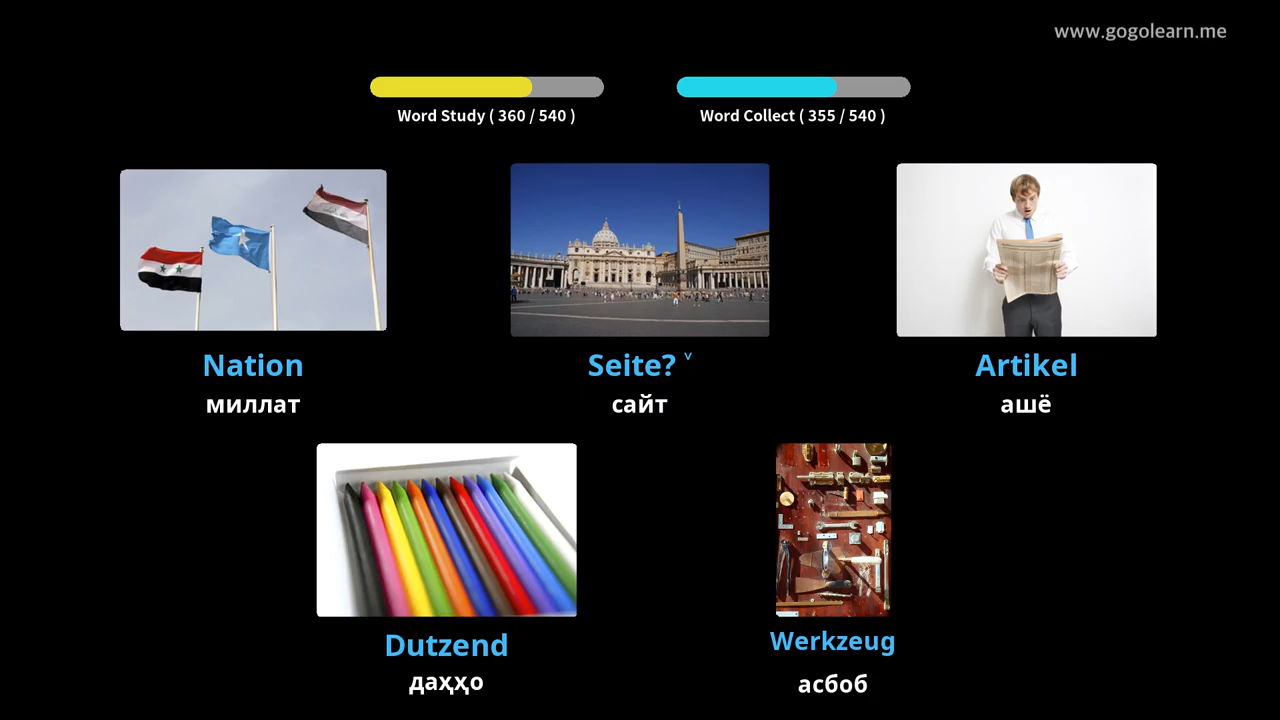 www.gogolearn.me
Word Study ( 360 / 540 )
Word Collect ( 355 / 540 )
Nation
Seite? ˅
Artikel
миллат
сайт
ашё
Dutzend
Werkzeug
даҳҳо
асбоб